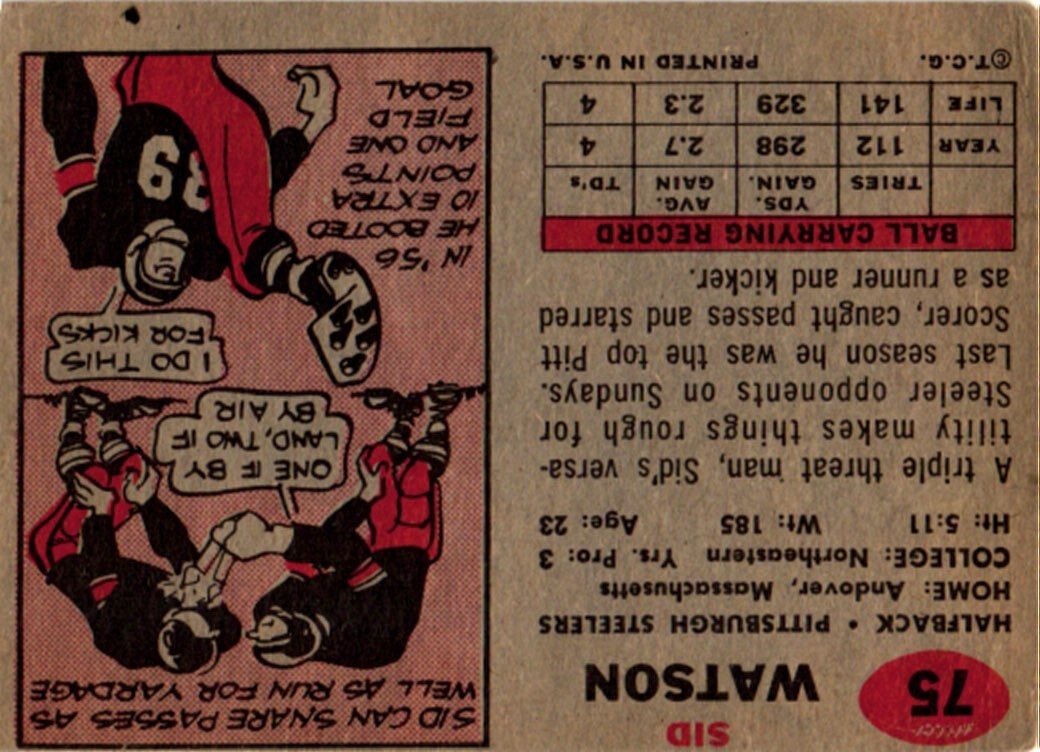 75
SID
WATSON
HALFBACK • PITTSBURGH STEELERS
HOME: Andover, Massachusetts
COLLEGE: Northeastern Yrs. Pro: 3
Ht: 5:11 Wt: 185 Age: 23
A triple threat man, Sid's versa-
tility makes things rough for
Steeler opponents on Sundays.
Last season he was the top Pitt
Scorer, caught passes and starred
as a runner and kicker.
BALL CARRYING RECORD
TRIES YDS. GAIN. AVG. GAIN TD's
YEAR 112 298 2.7 4
LIFE 141 329 2.3 4
© T.C.G. PRINTED IN U.S.A.
SID CAN SNARE PASSES AS
WELL AS RUN FOR YARDAGE
ONE IF BY
LAND, TWO IF
BY AIR
I DO THIS
FOR KICKS
IN '56
HE BOOTED
10 EXTRA
POINTS
AND ONE
FIELD
GOAL
89